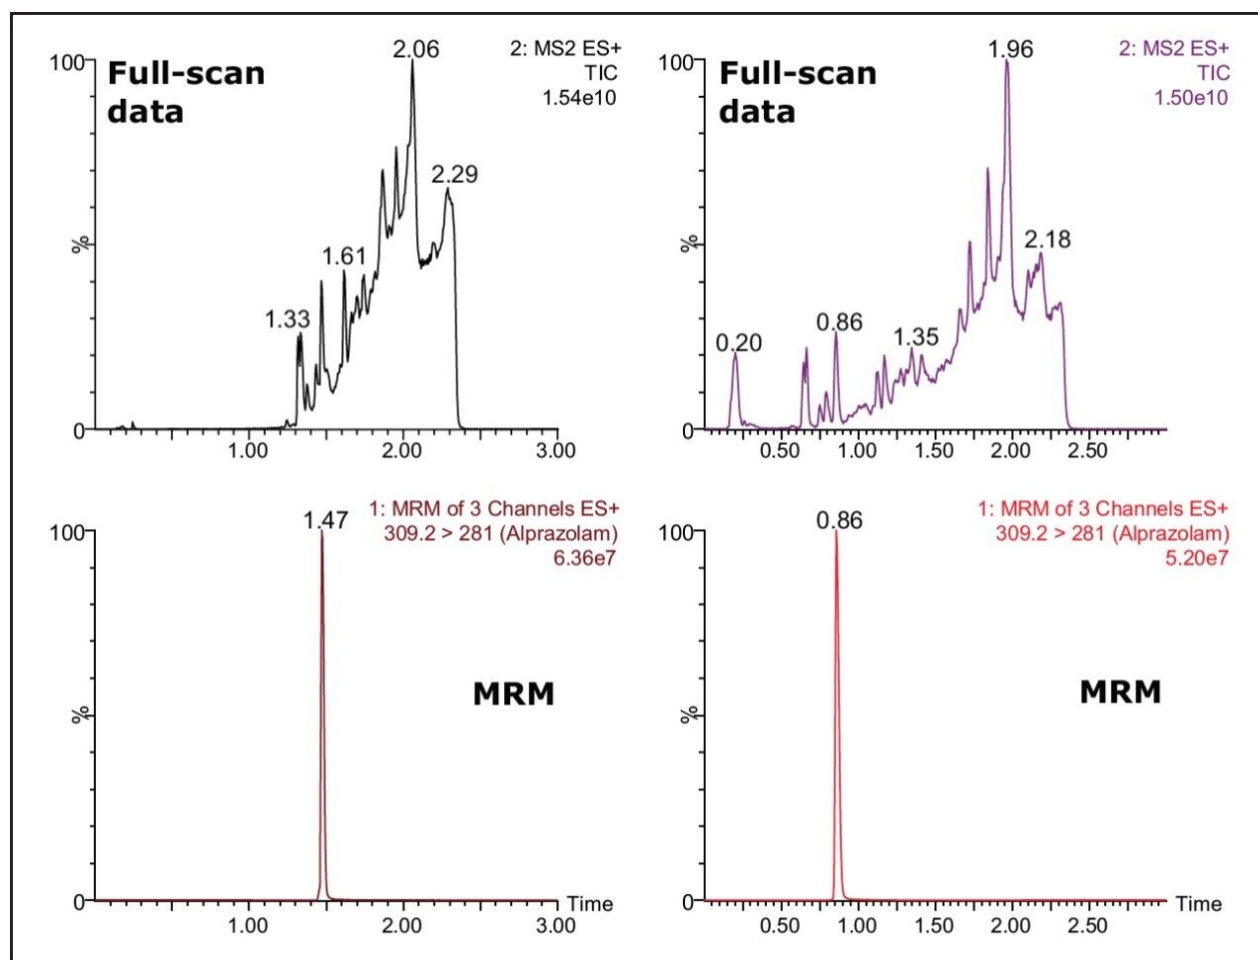 Full-scan
data
2.06
2: MS2 ES+
TIC
1.54e10
100
2.29
%
1.61
1.33
0
1.00
2.00
3.00
Full-scan
data
1.96
2: MS2 ES+
TIC
1.50e10
100
%
2.18
0.20
0.86
1.35
0
0.50
1.00
1.50
2.00
2.50
1.47
1: MRM of 3 Channels ES+
309.2 > 281 (Alprazolam)
6.36e7
100
MRM
%
0
Time
1.00
2.00
3.00
0.86
1: MRM of 3 Channels ES+
309.2 > 281 (Alprazolam)
5.20e7
100
MRM
%
0
Time
0.50
1.00
1.50
2.00
2.50